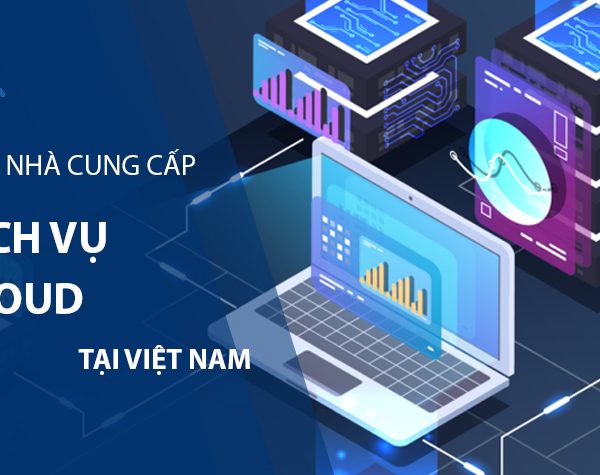 NHÀ CUNG CẤP
CH VỤ
OUD
TẠI VIỆT NAM